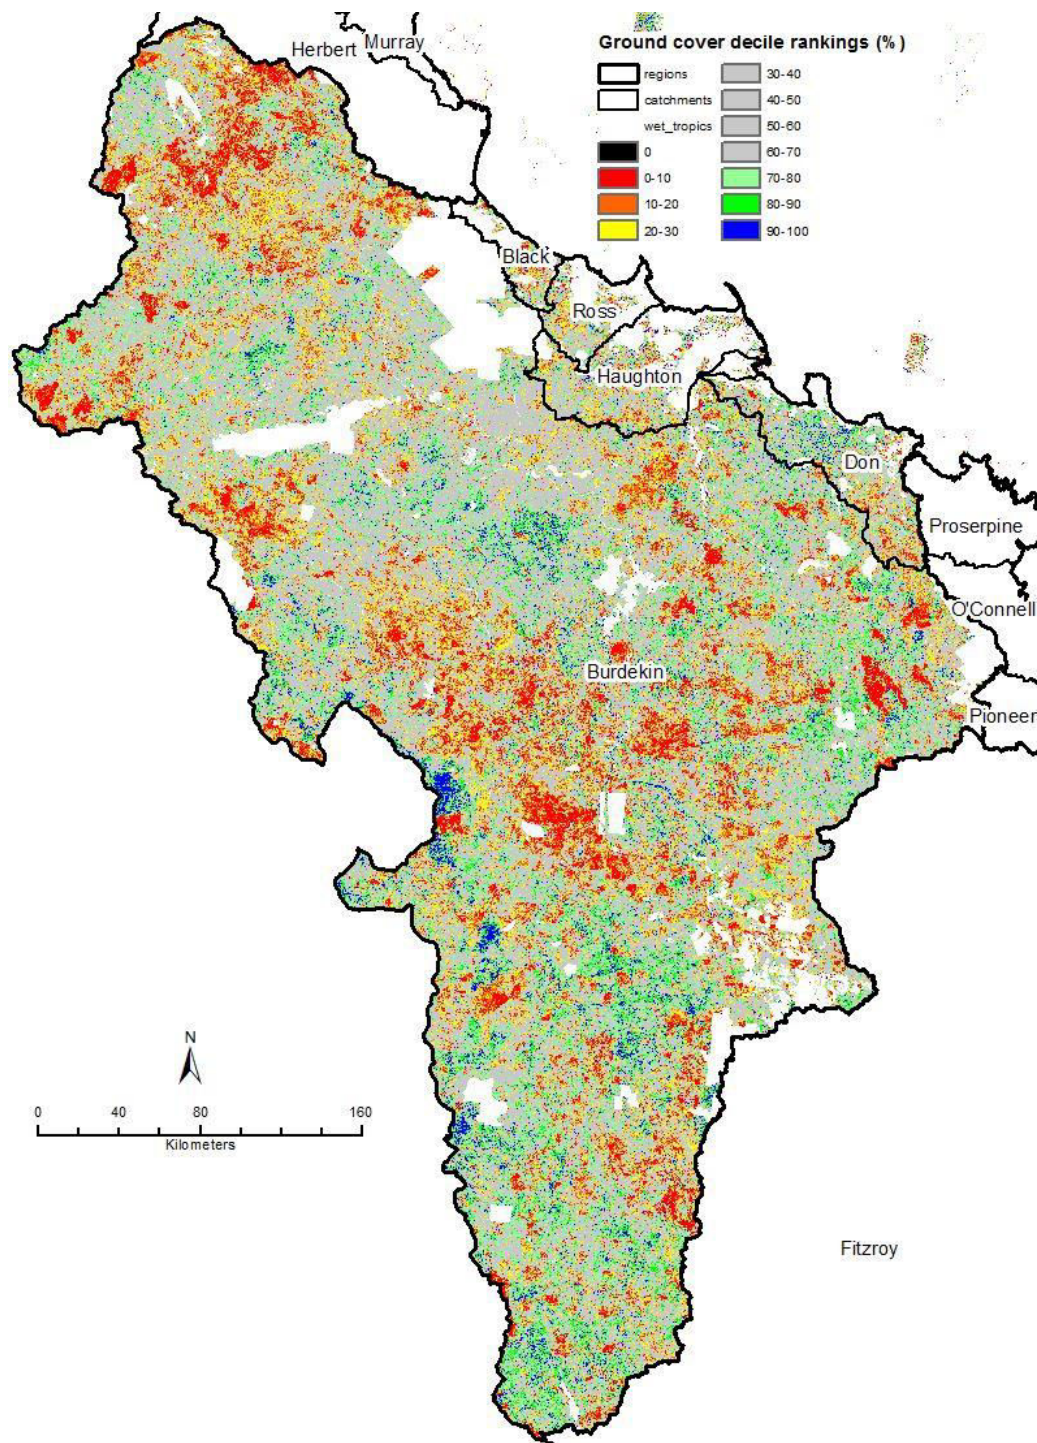 Herbert
Murray
Ground cover decile rankings (%)
regions
catchments
wet_tropics
0
0-10
10-20
20-30
30-40
40-50
50-60
60-70
70-80
80-90
90-100
Black
Ross
Haughton
Don
Proserpine
O'Connell
Burdekin
Pioneer
N
0 40 80 160
Kilometers
Fitzroy